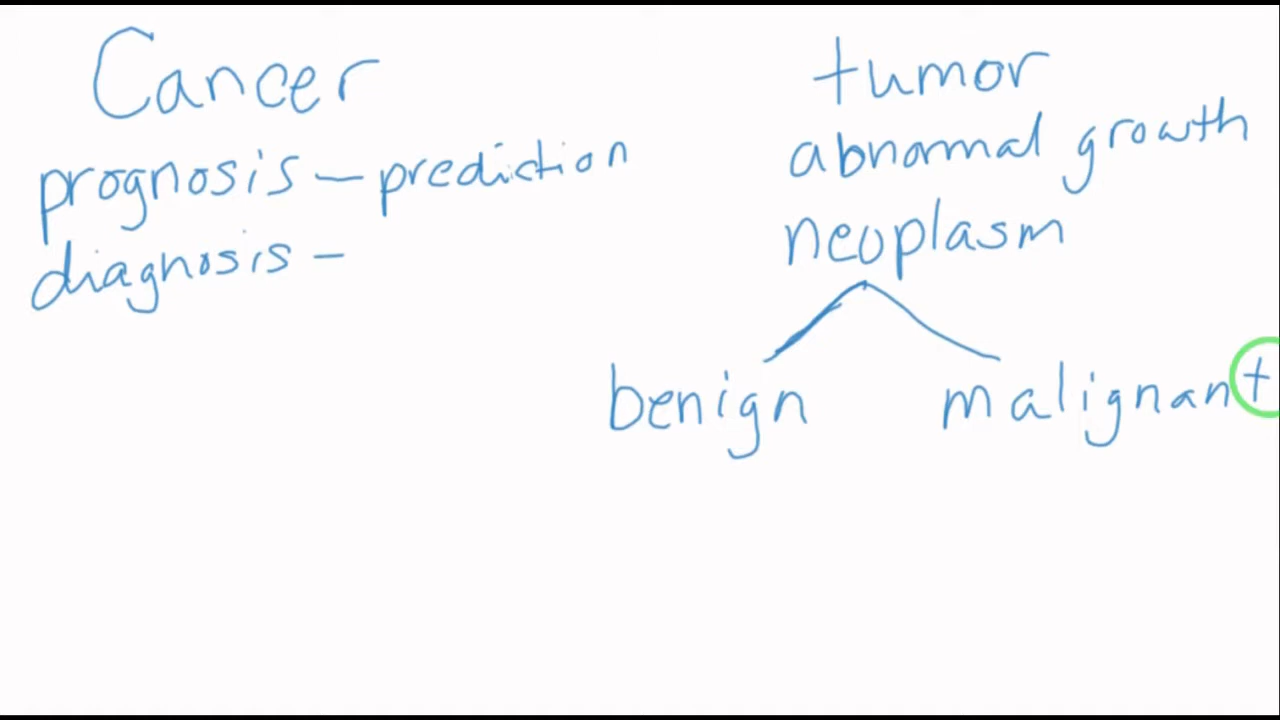 Cancer
prognosis – prediction
diagnosis –
tumor
abnormal growth
neoplasm
benign malignant